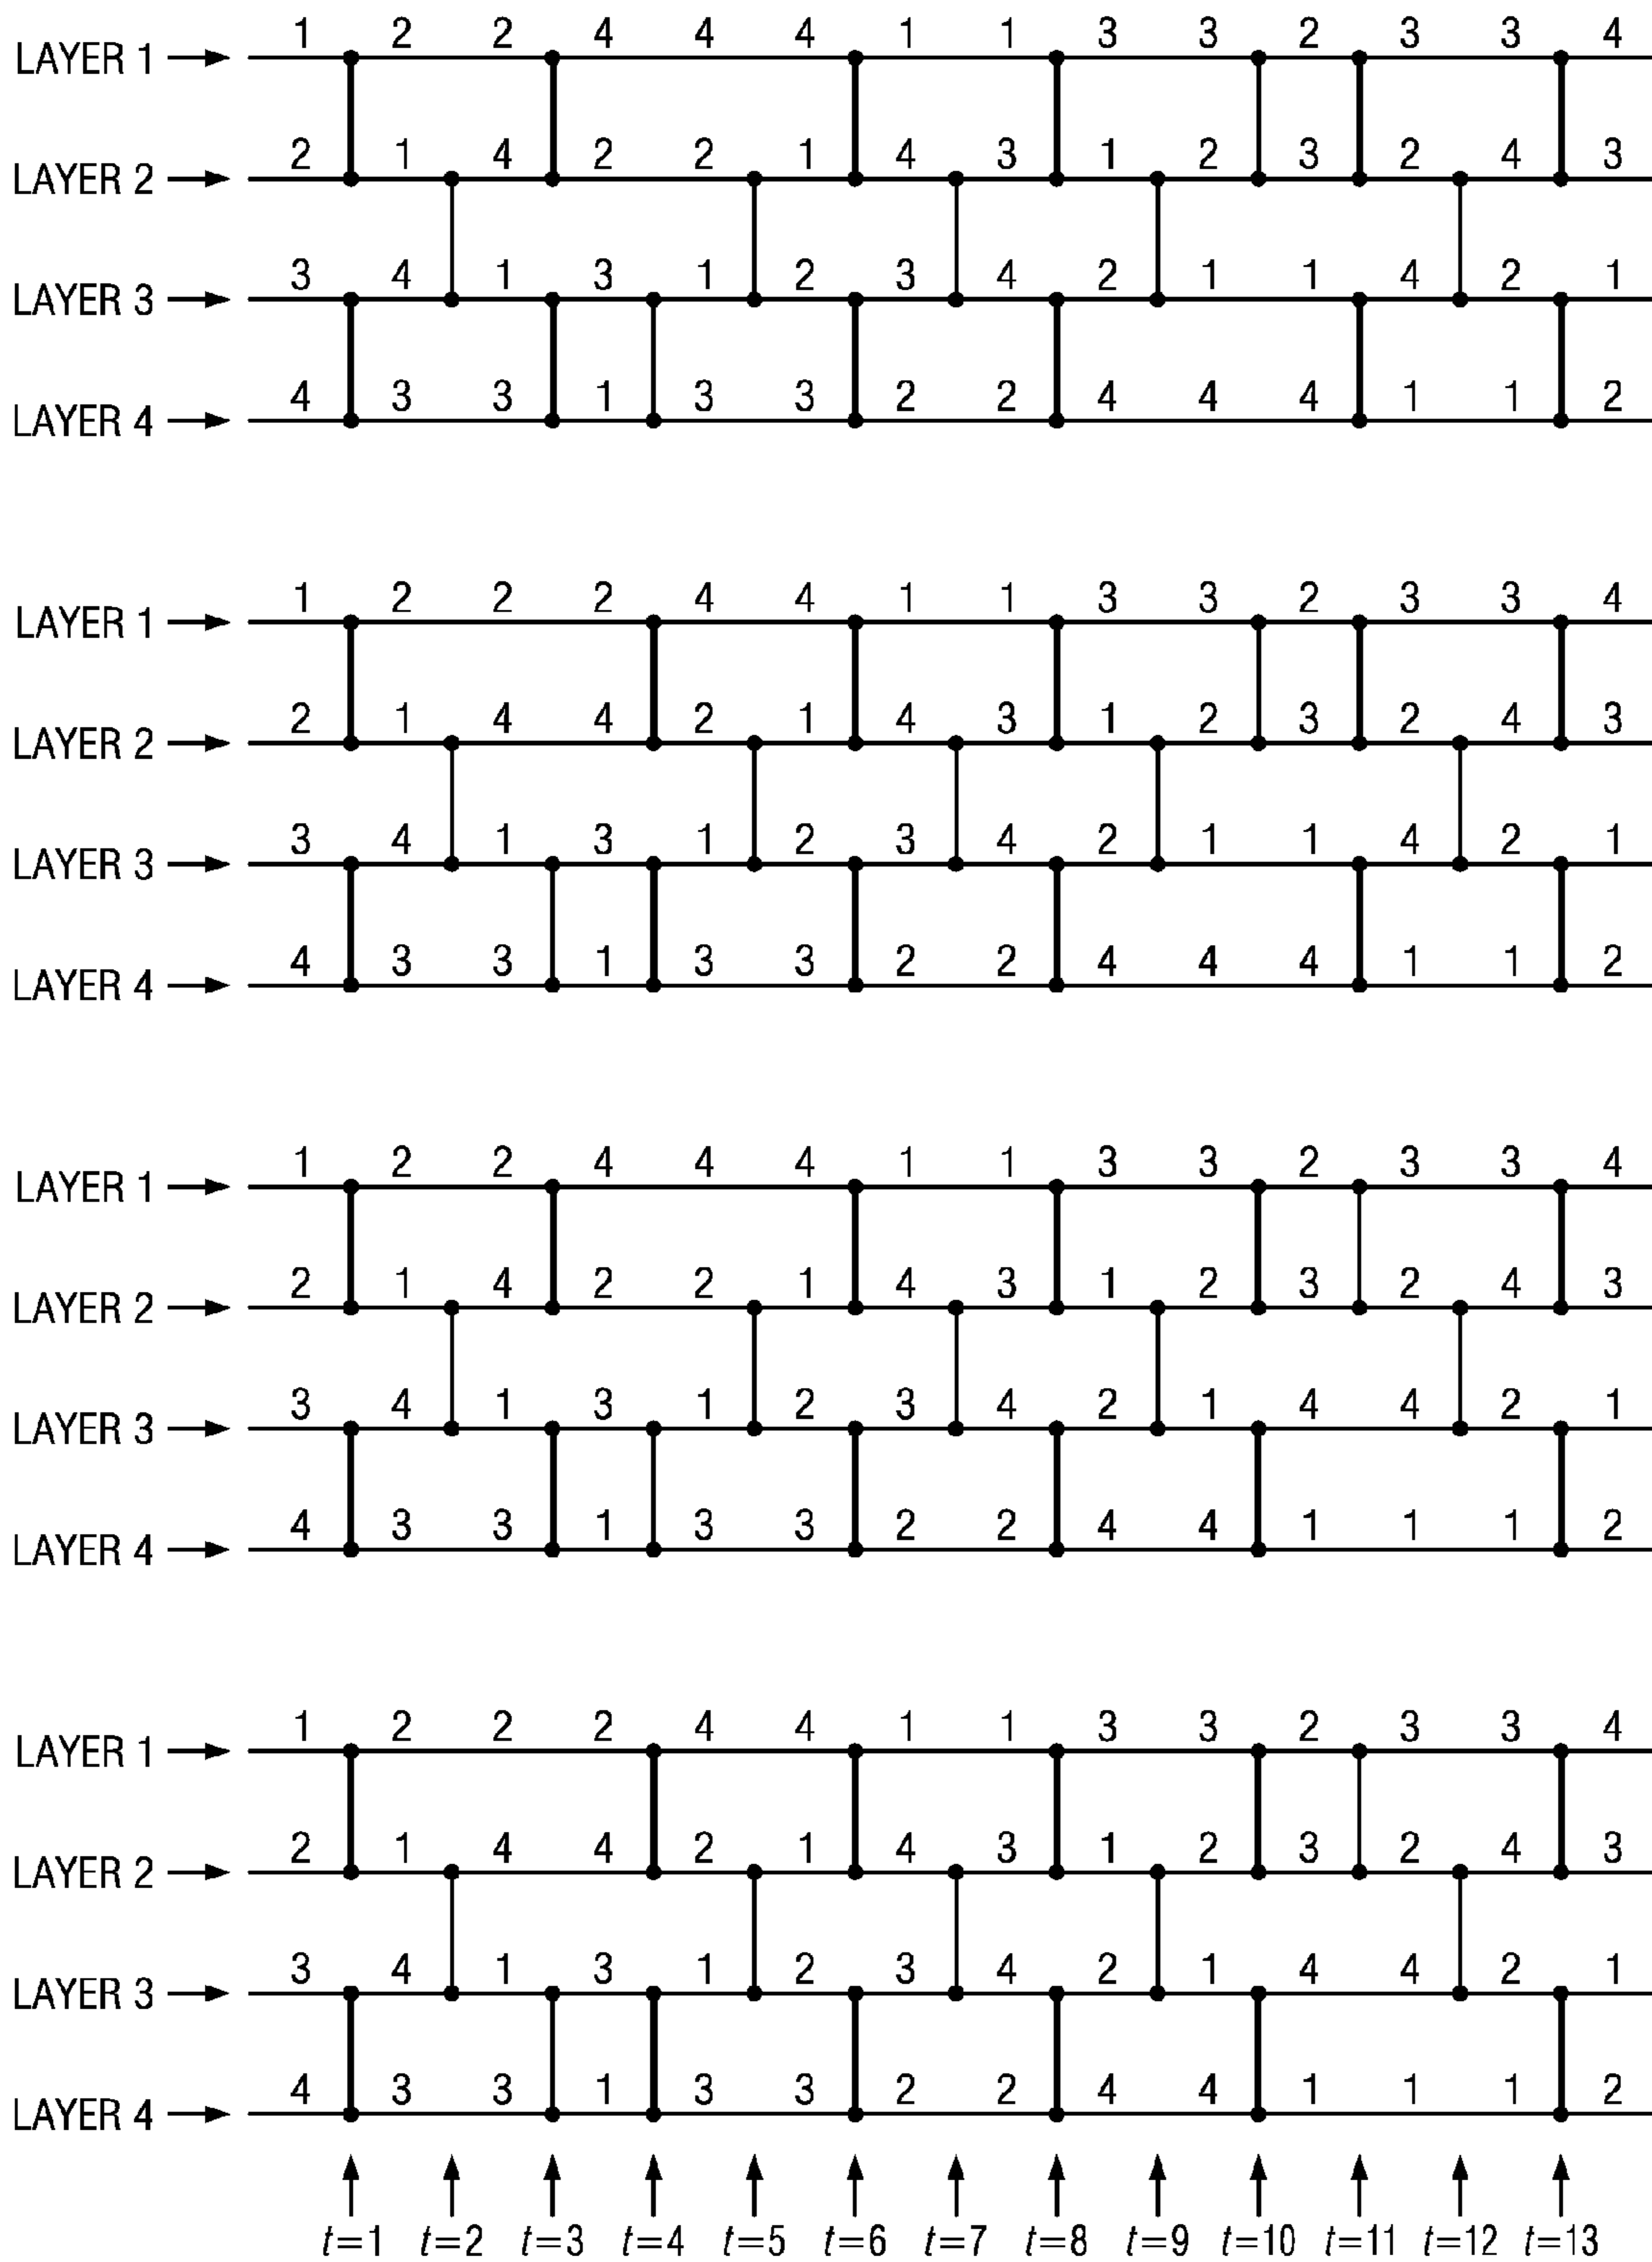 1 2 2 4 4 4 1 1 3 3 2 3 3 4
LAYER 1
2 1 4 2 2 1 4 3 1 2 3 2 4 3
LAYER 2
3 4 1 3 1 2 3 4 2 1 1 4 2 1
LAYER 3
4 3 3 1 3 3 2 2 4 4 4 1 1 2
LAYER 4
1 2 2 2 4 4 1 1 3 3 2 3 3 4
LAYER 1
2 1 4 4 2 1 4 3 1 2 3 2 4 3
LAYER 2
3 4 1 3 1 2 3 4 2 1 1 4 2 1
LAYER 3
4 3 3 1 3 3 2 2 4 4 4 1 1 2
LAYER 4
1 2 2 4 4 4 1 1 3 3 2 3 3 4
LAYER 1
2 1 4 2 2 1 4 3 1 2 3 2 4 3
LAYER 2
3 4 1 3 1 2 3 4 2 1 4 4 2 1
LAYER 3
4 3 3 1 3 3 2 2 4 4 1 1 1 2
LAYER 4
1 2 2 2 4 4 1 1 3 3 2 3 3 4
LAYER 1
2 1 4 4 2 1 4 3 1 2 3 2 4 3
LAYER 2
3 4 1 3 1 2 3 4 2 1 4 4 2 1
LAYER 3
4 3 3 1 3 3 2 2 4 4 1 1 1 2
LAYER 4
t=1 t=2 t=3 t=4 t=5 t=6 t=7 t=8 t=9 t=10 t=11 t=12 t=13